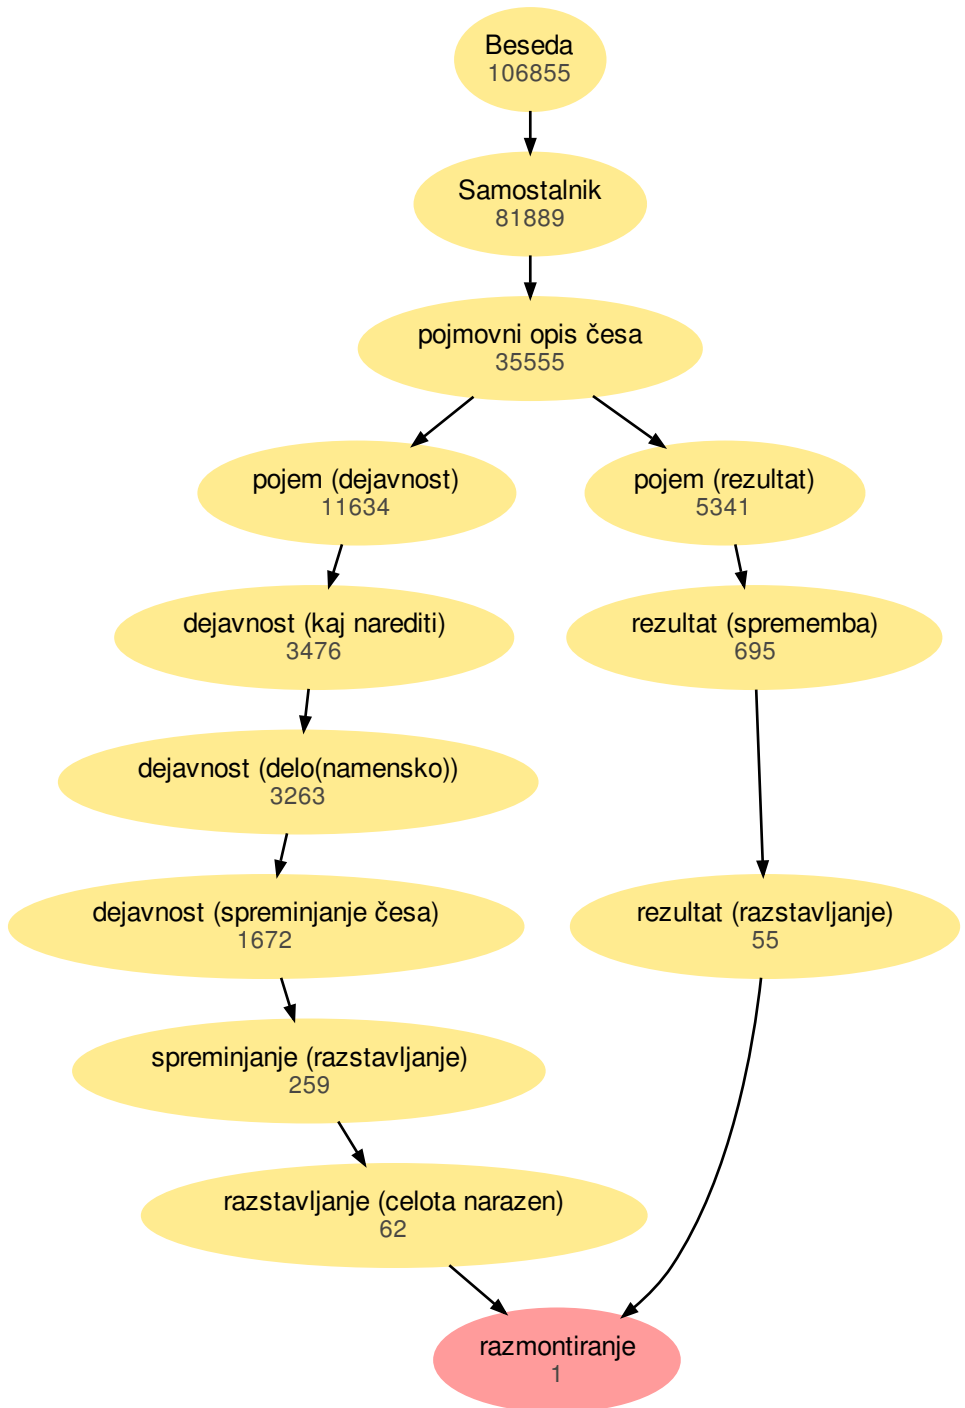 Beseda
106855
Samostalnik
81889
pojmovni opis česa
35555
pojem (dejavnost)
11634
pojem (rezultat)
5341
dejavnost (kaj narediti)
3476
rezultat (sprememba)
695
dejavnost (delo(namensko))
3263
dejavnost (spreminjanje česa)
1672
rezultat (razstavljanje)
55
spreminjanje (razstavljanje)
259
razstavljanje (celota narazen)
62
razmontiranje
1